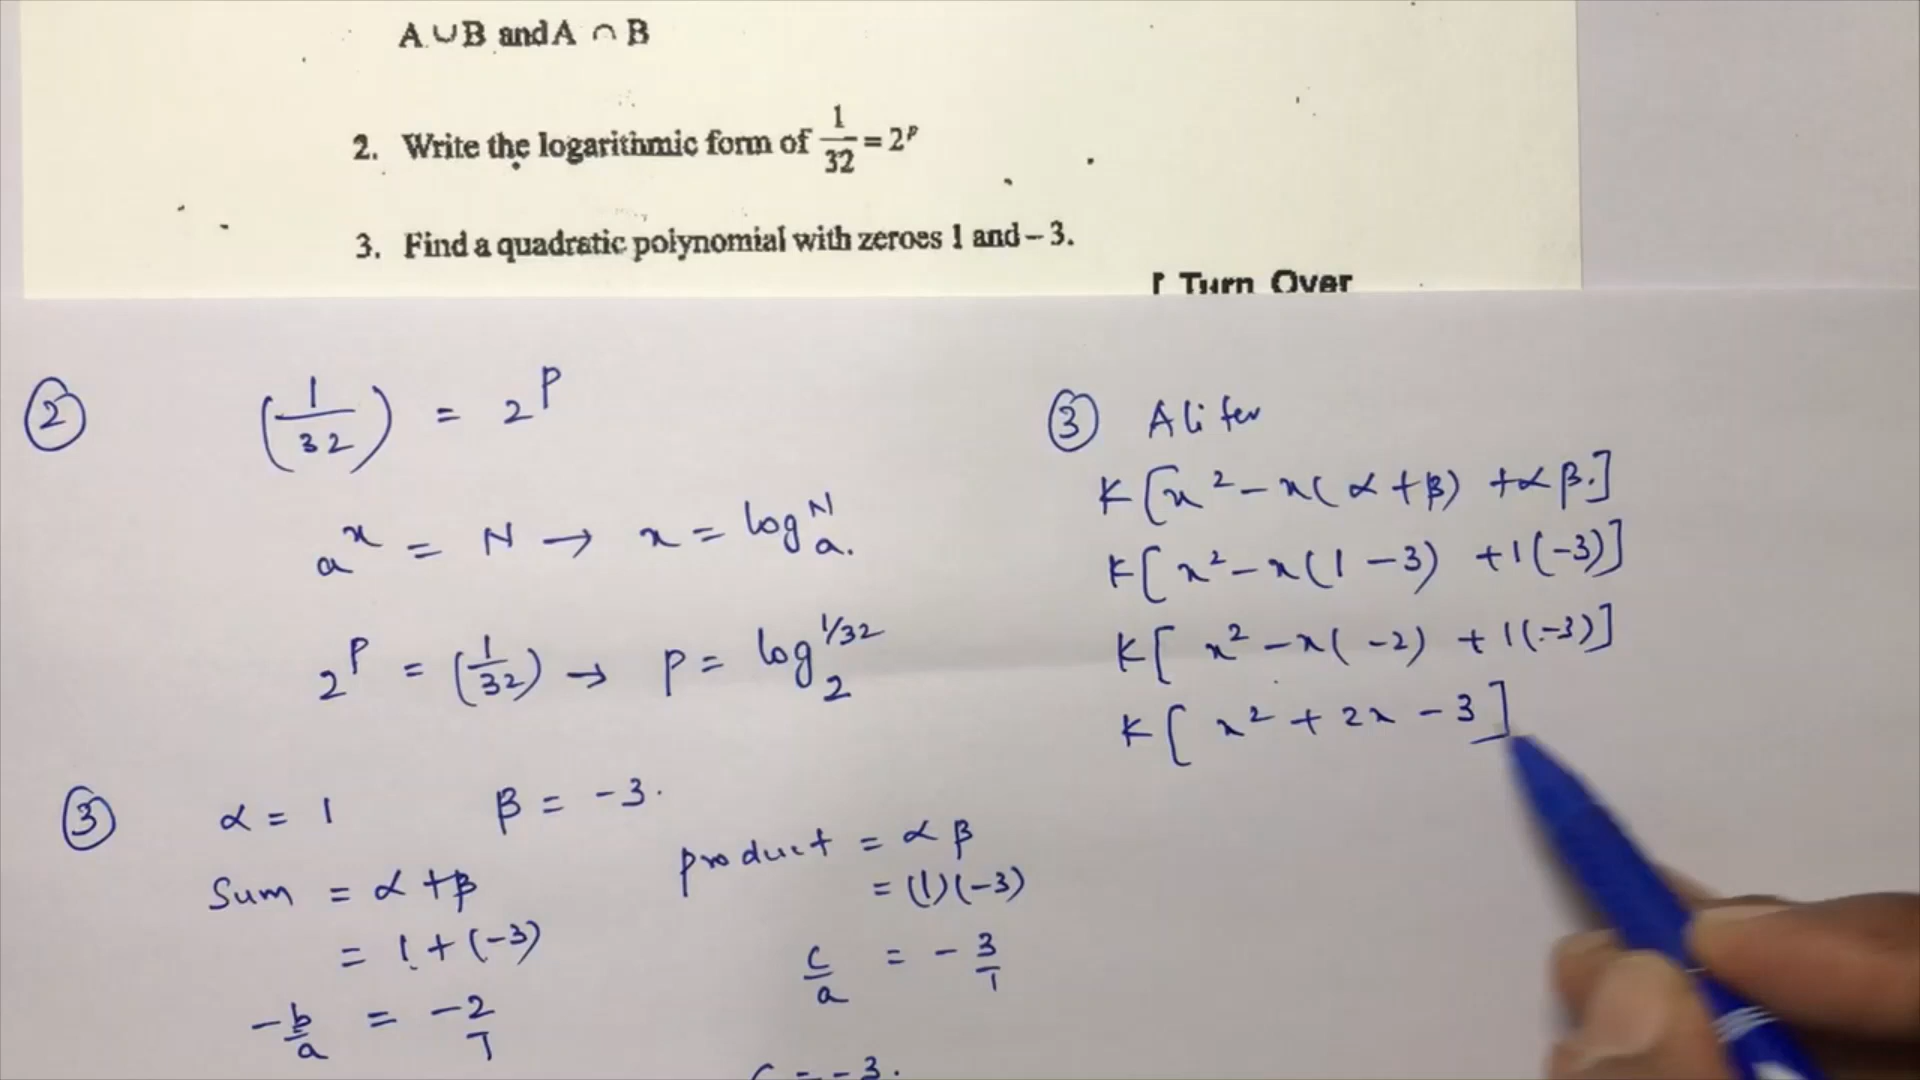 A ∪ B and A ∩ B
2. Write the logarithmic form of 1/32 = 2^p
3. Find a quadratic polynomial with zeroes 1 and – 3.
[ Turn Over
② (1/32) = 2^P
a^x = N → x = log_a^N.
2^P = (1/32) → P = log_2^1/32
③ α = 1 β = -3.
Sum = α + β
= 1 + (-3)
-b/a = -2/1
product = α β
= (1)(-3)
c/a = -3/1
c = -3.
③ Aliter
K[x² - x(α + β) + αβ.]
K[x² - x(1 - 3) + 1(-3)]
K[x² - x(-2) + 1(-3)]
K[x² + 2x - 3]